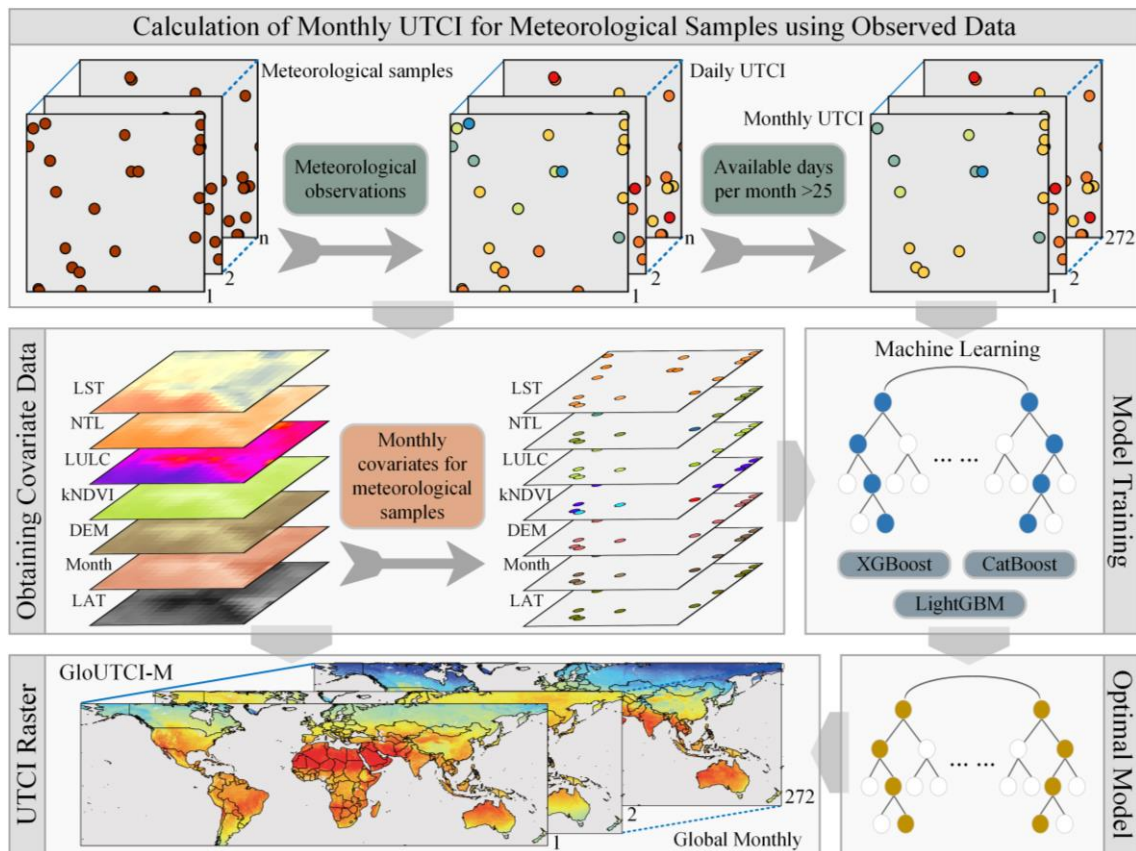 Calculation of Monthly UTCI for Meteorological Samples using Observed Data
Meteorological samples
Daily UTCI
Monthly UTCI
Meteorological
observations
Available days
per month >25
n
2
1
n
2
1
272
2
1
Obtaining Covariate Data
LST
NTL
LULC
kNDVI
DEM
Month
LAT
Monthly
covariates for
meteorological
samples
LST
NTL
LULC
kNDVI
DEM
Month
LAT
Machine Learning
... ...
XGBoost
CatBoost
LightGBM
Model Training
UTCI Raster
GloUTCI-M
272
2
1
Global Monthly
... ...
Optimal Model